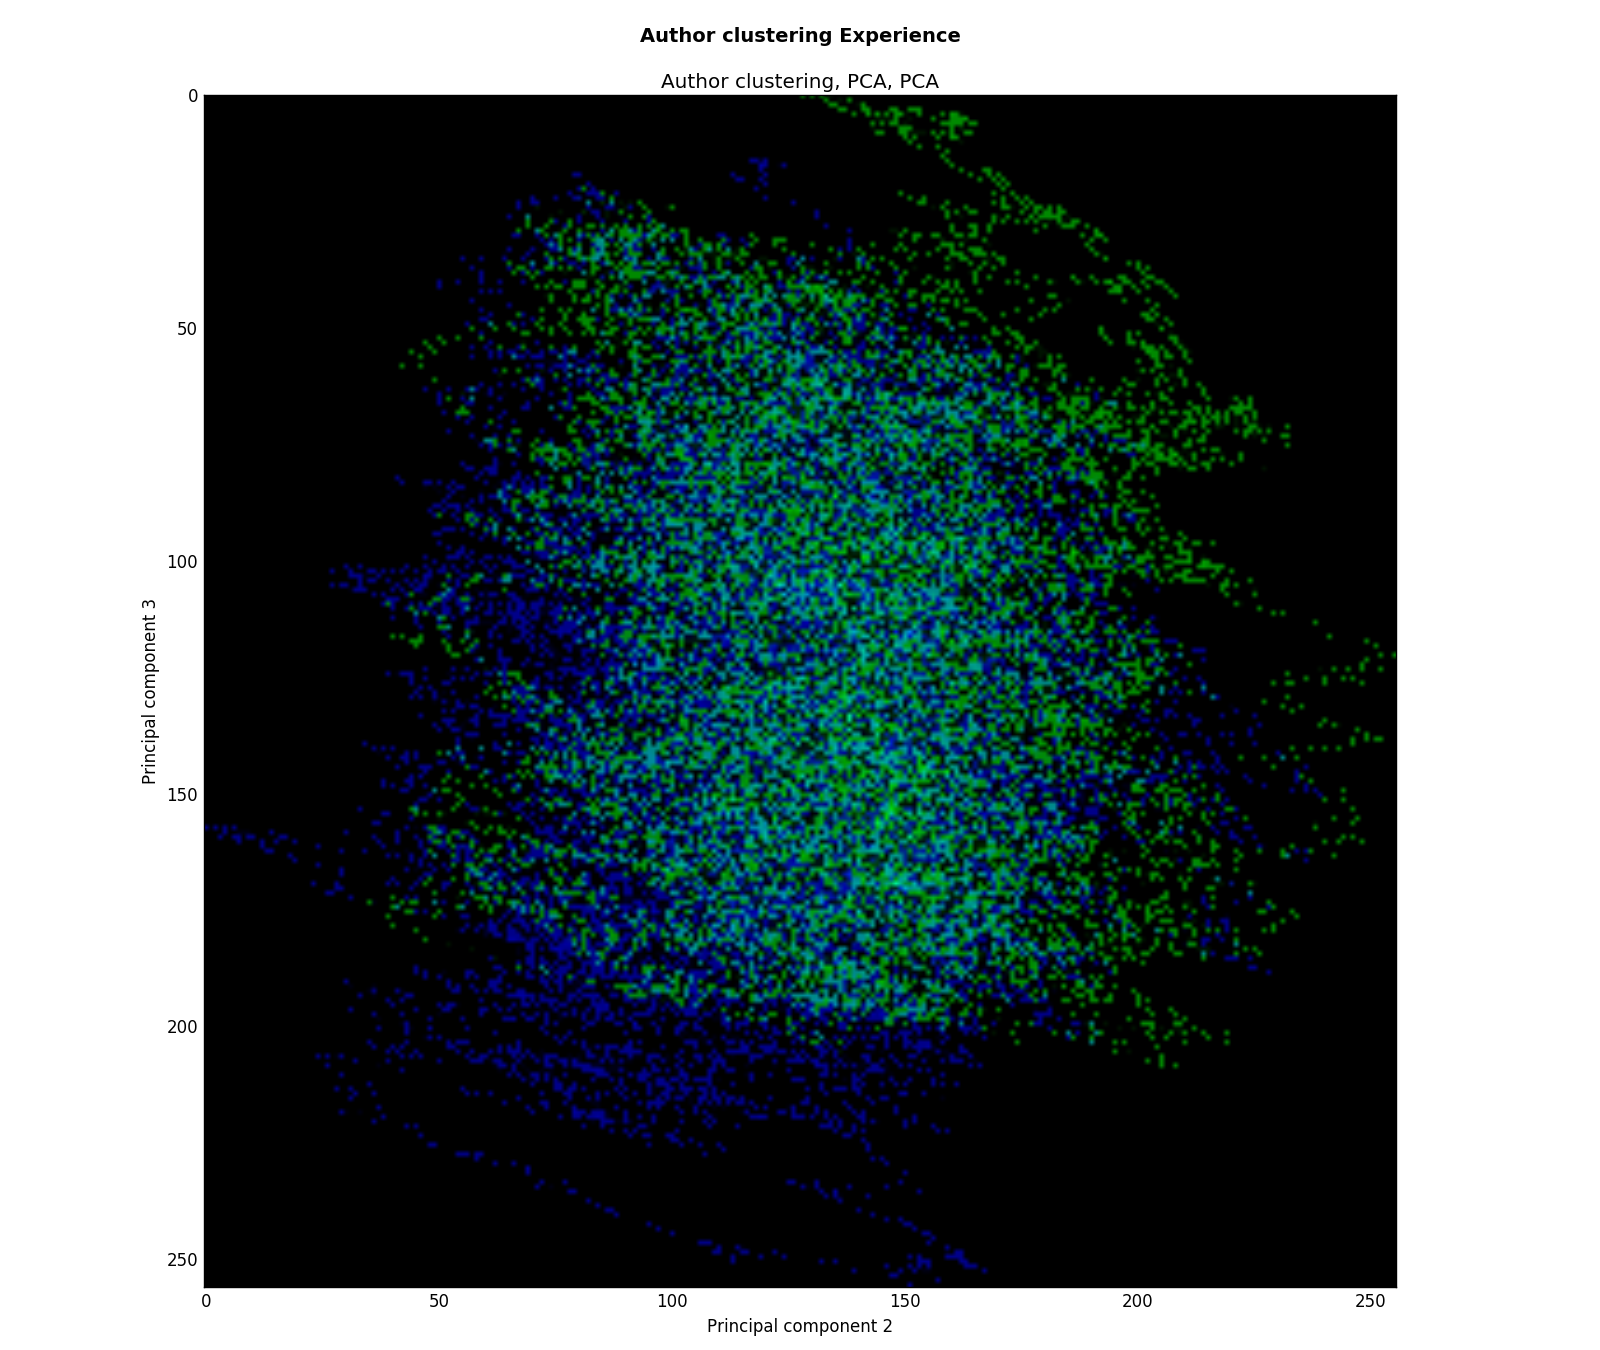 Author clustering Experience
Author clustering, PCA, PCA
0
50
100
150
200
250
Principal component 3
0 50 100 150 200 250
Principal component 2